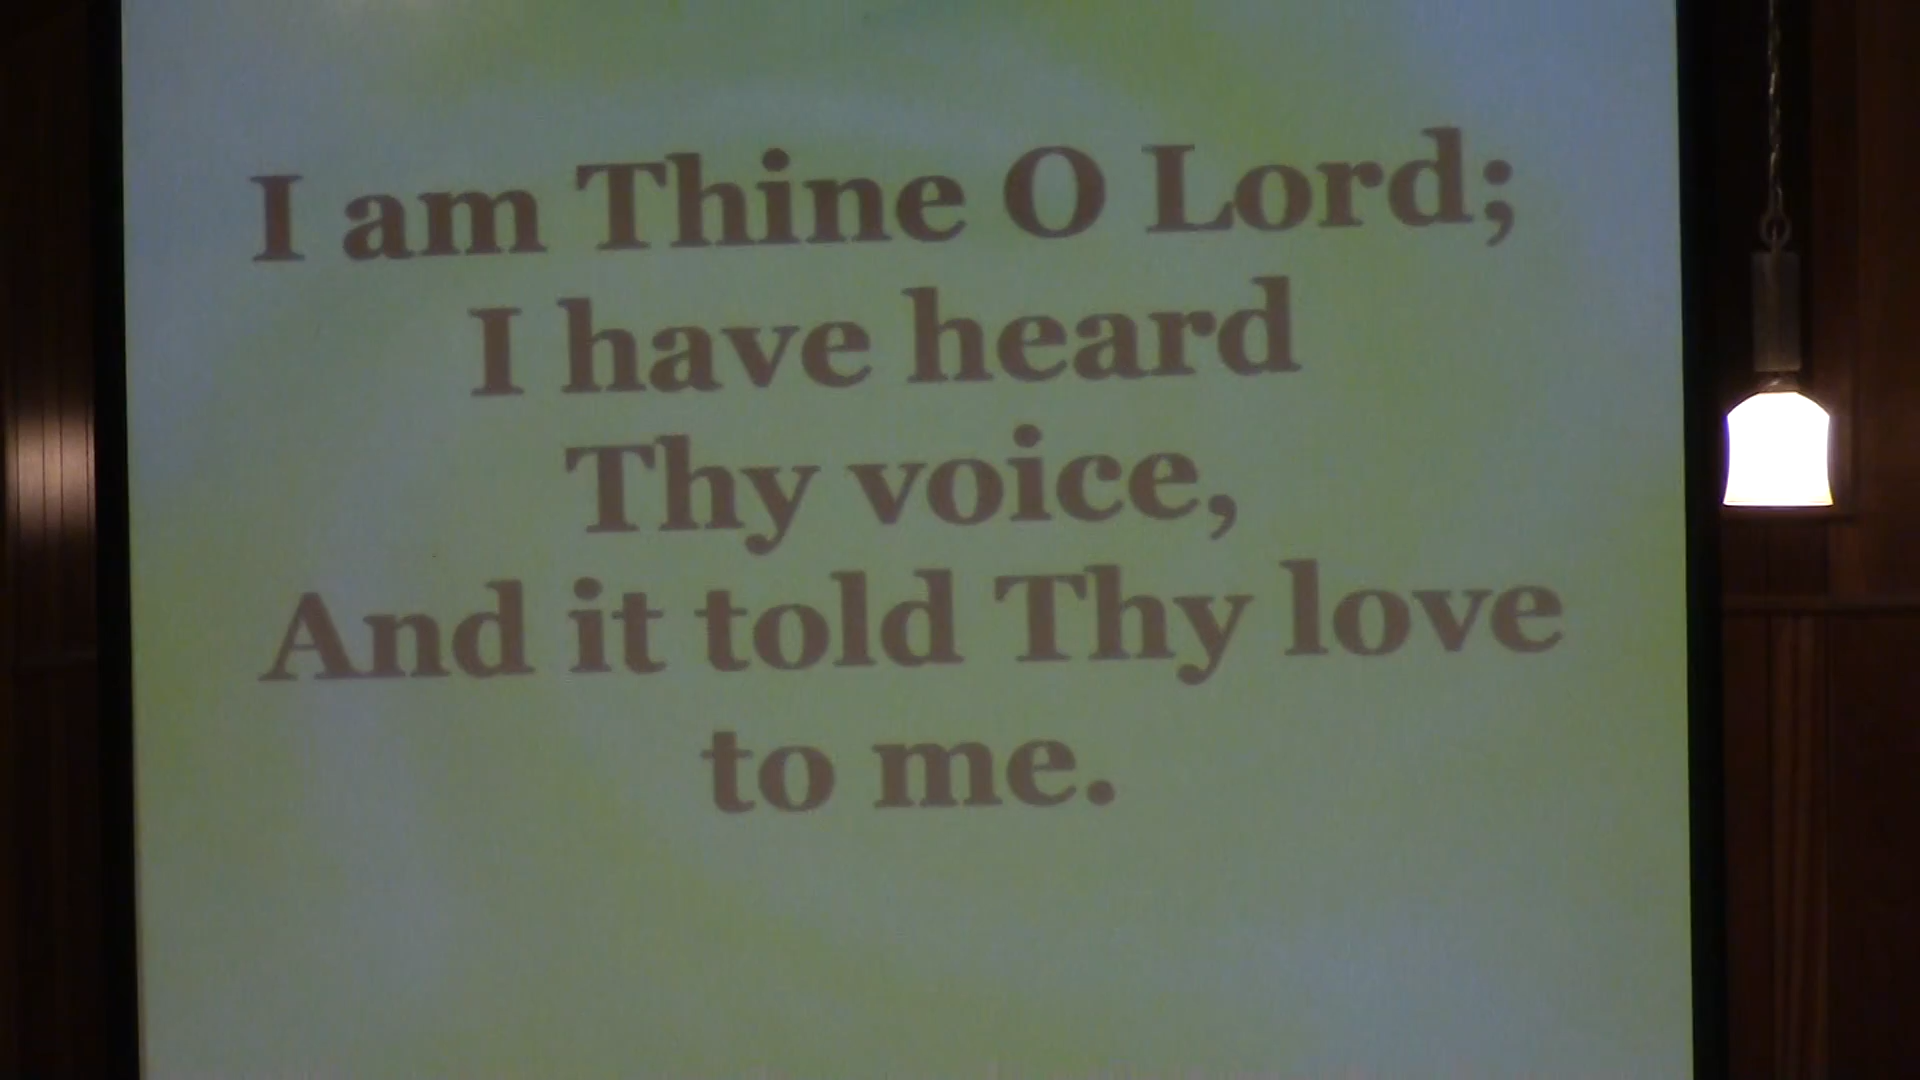 I am Thine O Lord;
I have heard
Thy voice,
And it told Thy love
to me.